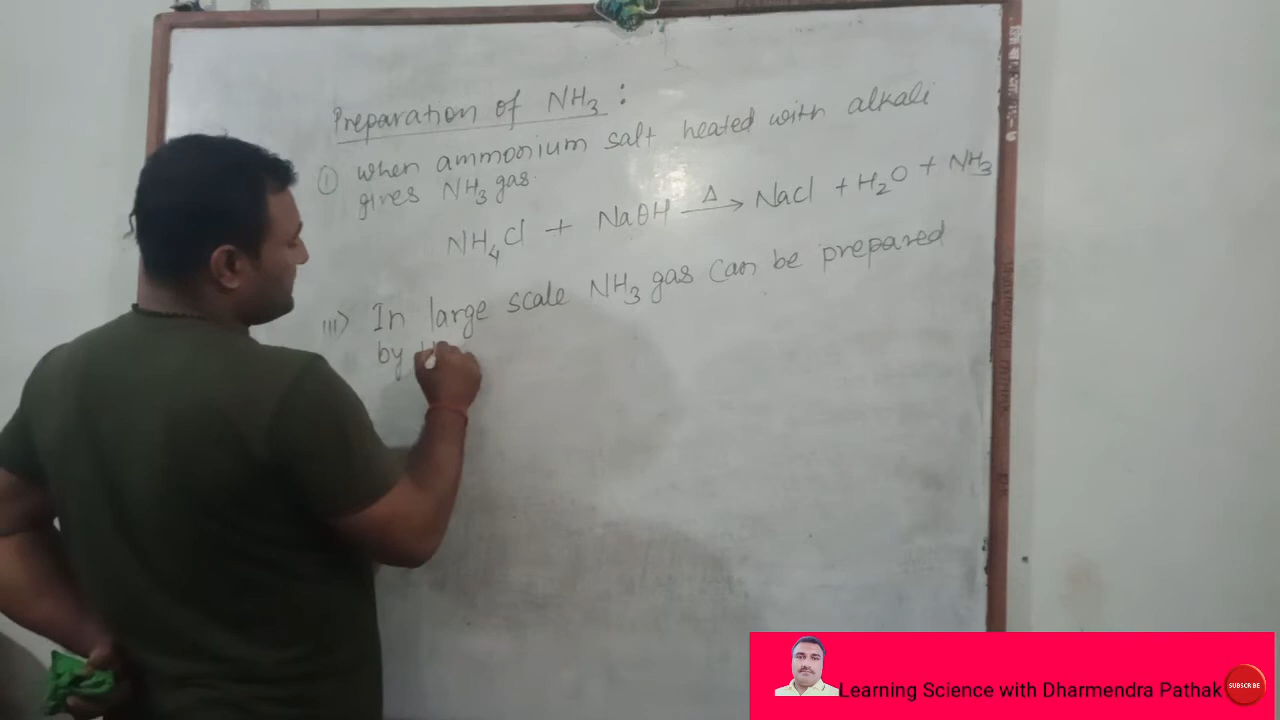 Preparation of NH₃ :
① when ammonium salt heated with alkali
gives NH₃ gas.
NH₄Cl + NaOH —Δ→ NaCl + H₂O + NH₃
III) In large scale NH₃ gas can be prepared
by
Learning Science with Dharmendra Pathak
SUBSCRIBE